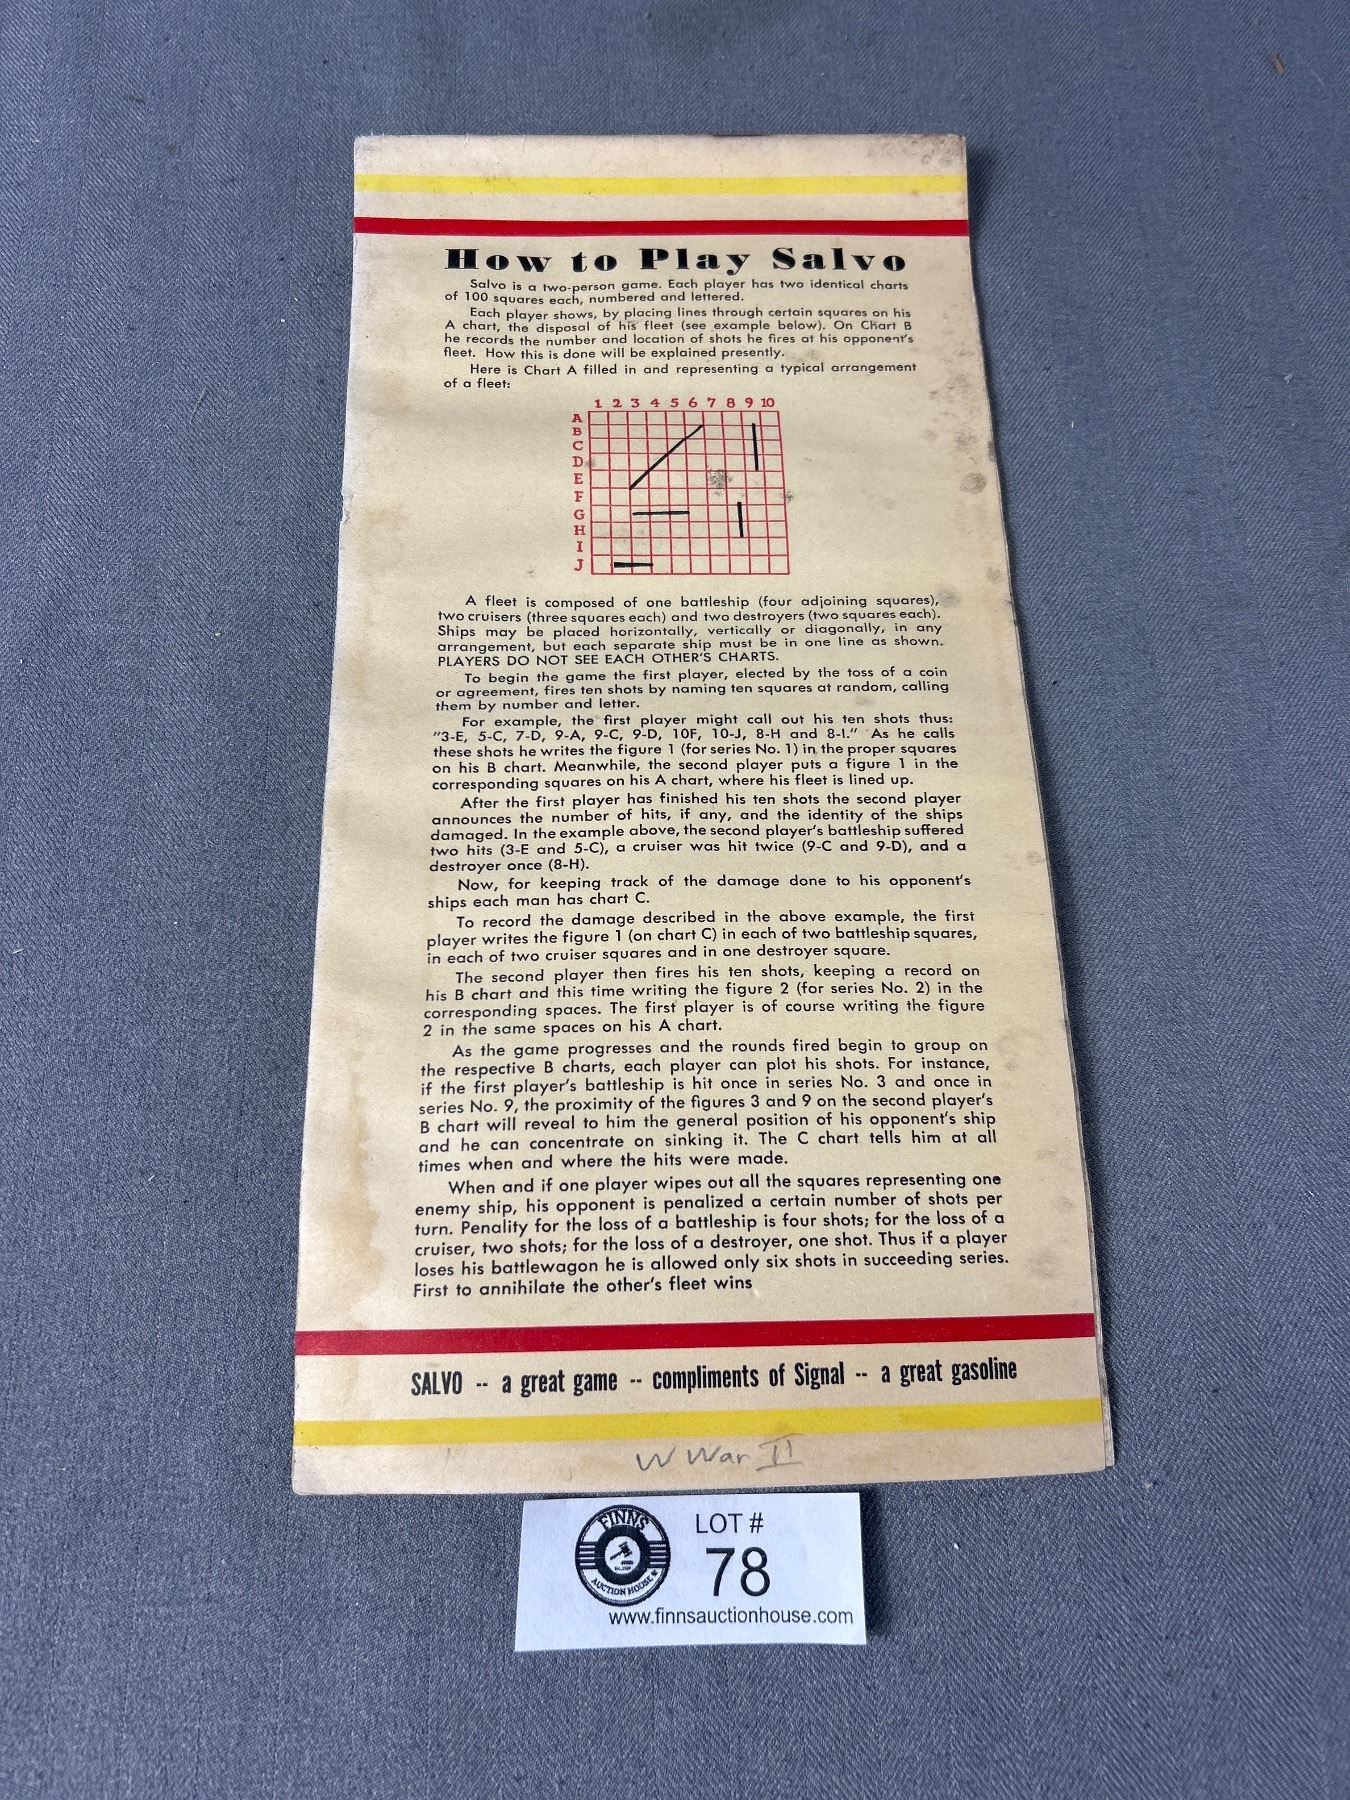 How to Play Salvo
Salvo is a two-person game. Each player has two identical charts
of 100 squares each, numbered and lettered.
Each player shows, by placing lines through certain squares on his
A chart, the disposal of his fleet (see example below). On Chart B
he records the number and location of shots he fires at his opponent's
fleet. How this is done will be explained presently.
Here is Chart A filled in and representing a typical arrangement
of a fleet:
1 2 3 4 5 6 7 8 9 10
A
B
C
D
E
F
G
H
I
J
A fleet is composed of one battleship (four adjoining squares),
two cruisers (three squares each) and two destroyers (two squares each).
Ships may be placed horizontally, vertically or diagonally, in any
arrangement, but each separate ship must be in one line as shown.
PLAYERS DO NOT SEE EACH OTHER'S CHARTS.
To begin the game the first player, elected by the toss of a coin
or agreement, fires ten shots by naming ten squares at random, calling
them by number and letter.
For example, the first player might call out his ten shots thus:
"3-E, 5-C, 7-D, 9-A, 9-C, 9-D, 10F, 10-J, 8-H and 8-I." As he calls
these shots he writes the figure 1 (for series No. 1) in the proper squares
on his B chart. Meanwhile, the second player puts a figure 1 in the
corresponding squares on his A chart, where his fleet is lined up.
After the first player has finished his ten shots the second player
announces the number of hits, if any, and the identity of the ships
damaged. In the example above, the second player's battleship suffered
two hits (3-E and 5-C), a cruiser was hit twice (9-C and 9-D), and a
destroyer once (8-H).
Now, for keeping track of the damage done to his opponent's
ships each man has chart C.
To record the damage described in the above example, the first
player writes the figure 1 (on chart C) in each of two battleship squares,
in each of two cruiser squares and in one destroyer square.
The second player then fires his ten shots, keeping a record on
his B chart and this time writing the figure 2 (for series No. 2) in the
corresponding spaces. The first player is of course writing the figure
2 in the same spaces on his A chart.
As the game progresses and the rounds fired begin to group on
the respective B charts, each player can plot his shots. For instance,
if the first player's battleship is hit once in series No. 3 and once in
series No. 9, the proximity of the figures 3 and 9 on the second player's
B chart will reveal to him the general position of his opponent's ship
and he can concentrate on sinking it. The C chart tells him at all
times when and where the hits were made.
When and if one player wipes out all the squares representing one
enemy ship, his opponent is penalized a certain number of shots per
turn. Penality for the loss of a battleship is four shots; for the loss of a
cruiser, two shots; for the loss of a destroyer, one shot. Thus if a player
loses his battlewagon he is allowed only six shots in succeeding series.
First to annihilate the other's fleet wins
SALVO -- a great game -- compliments of Signal -- a great gasoline
W War II
FINNS
AUCTION HOUSE
LOT #
78
www.finnsauctionhouse.com